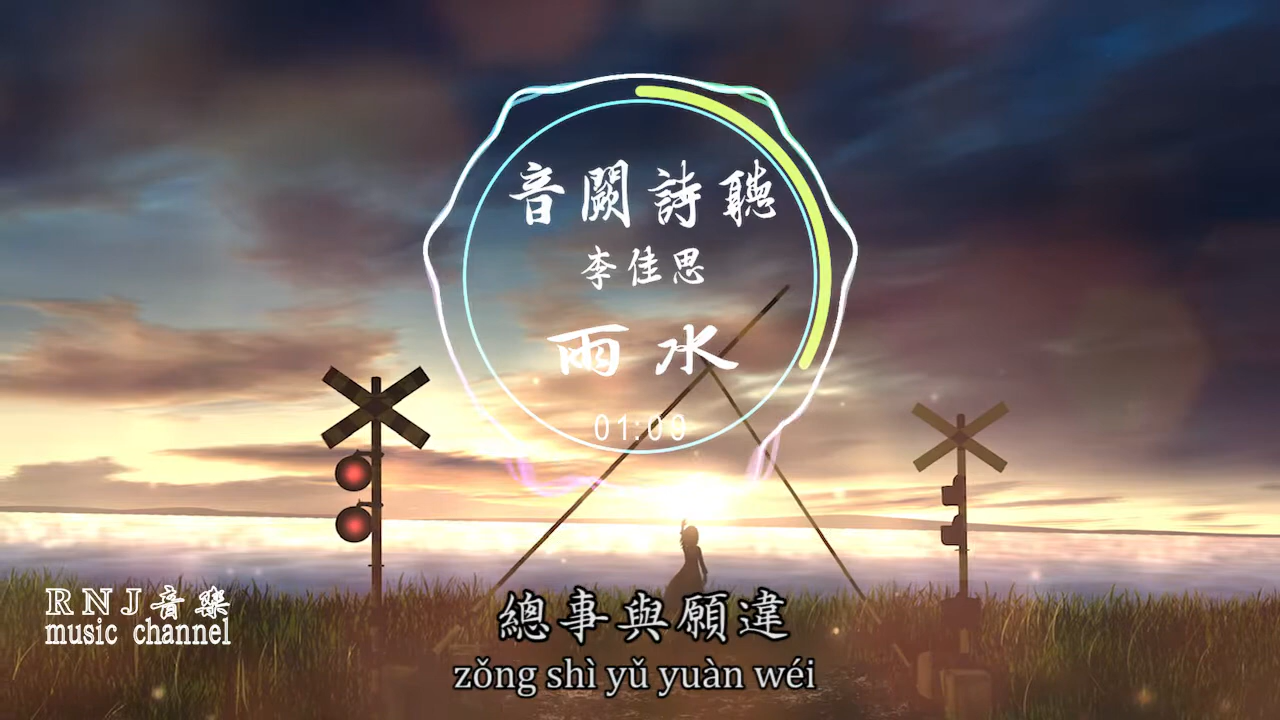 音闕詩聽
李佳思
雨水
01:00
RNJ音樂
music channel
總事與願違
zǒng shì yǔ yuàn wéi